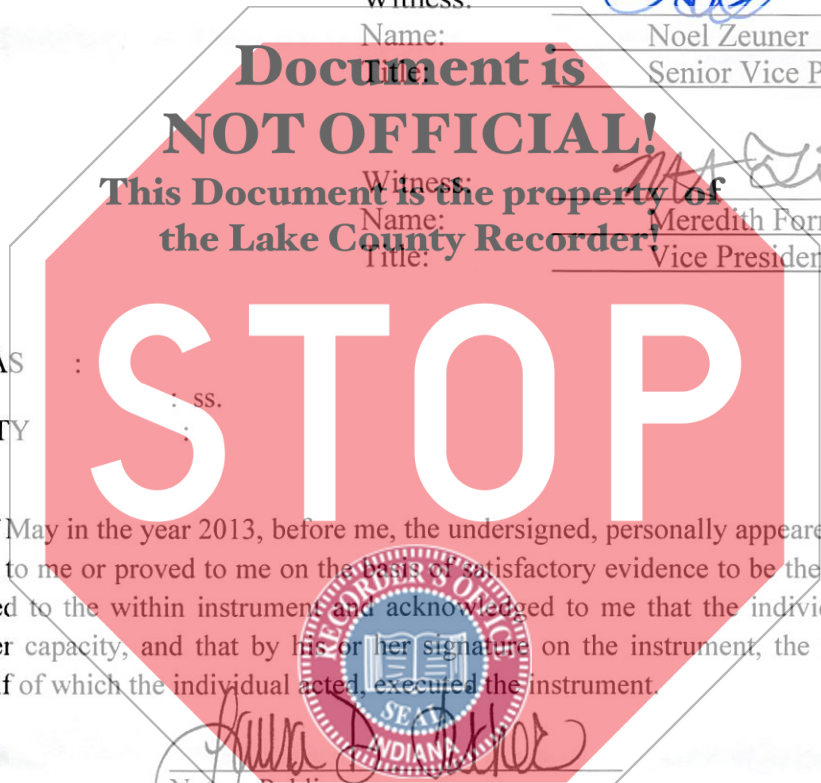 Witness:
Name: Noel Zeuner
Title: Senior Vice P
Document is
NOT OFFICIAL!
This Document is the property of
the Lake County Recorder!
Witness:
Name: Meredith Forr
Title: Vice Presiden
STOP
AS :
: ss.
TY :
May in the year 2013, before me, the undersigned, personally appeare
to me or proved to me on the basis of satisfactory evidence to be the
ed to the within instrument and acknowledged to me that the individ
er capacity, and that by his or her signature on the instrument, the
f of which the individual acted, executed the instrument.
RECORDER'S OFFICE
SEAL
INDIANA